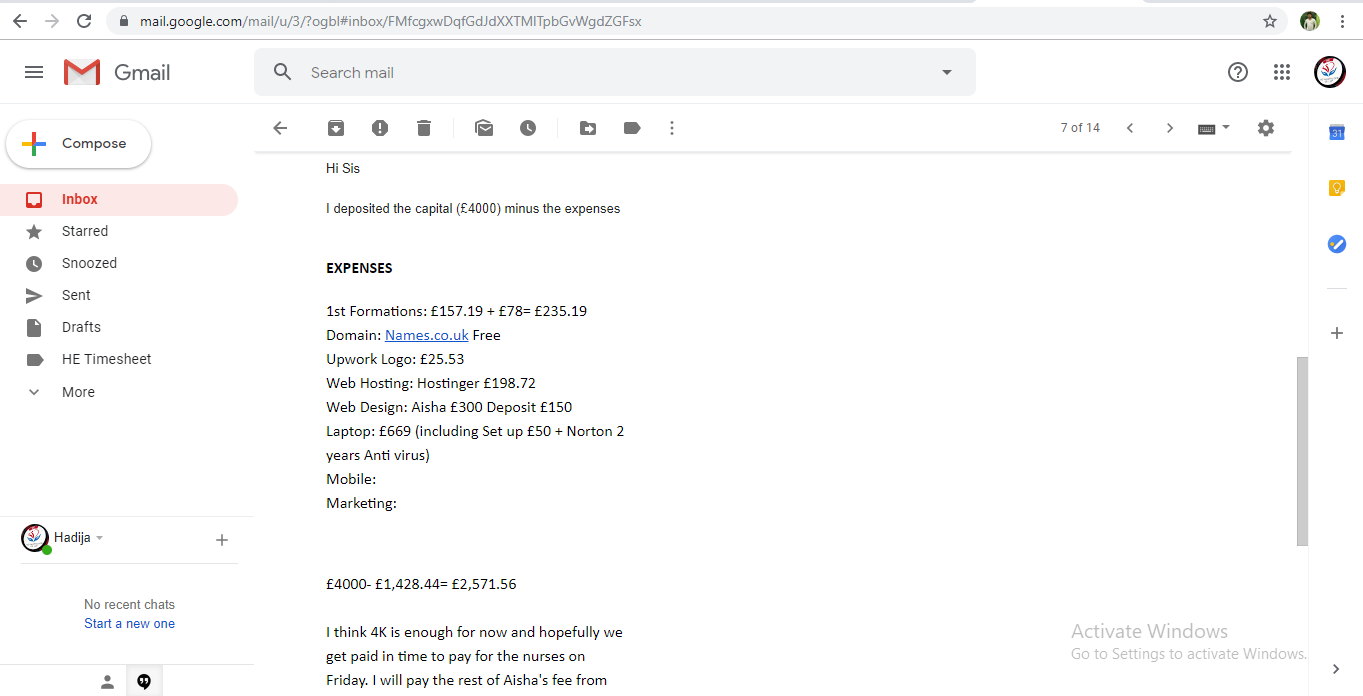 mail.google.com/mail/u/3/?ogbl#inbox/FMfcgxwDqfGdJdXXTMlTpbGvWgdZGFsx
Gmail
Search mail
Compose
7 of 14
31
Inbox
Starred
Snoozed
Sent
Drafts
HE Timesheet
More
Hi Sis
I deposited the capital (£4000) minus the expenses
EXPENSES
1st Formations: £157.19 + £78= £235.19
Domain: Names.co.uk Free
Upwork Logo: £25.53
Web Hosting: Hostinger £198.72
Web Design: Aisha £300 Deposit £150
Laptop: £669 (including Set up £50 + Norton 2
years Anti virus)
Mobile:
Marketing:
£4000- £1,428.44= £2,571.56
I think 4K is enough for now and hopefully we
get paid in time to pay for the nurses on
Friday. I will pay the rest of Aisha's fee from
Hadija
No recent chats
Start a new one
Activate Windows
Go to Settings to activate Windows.